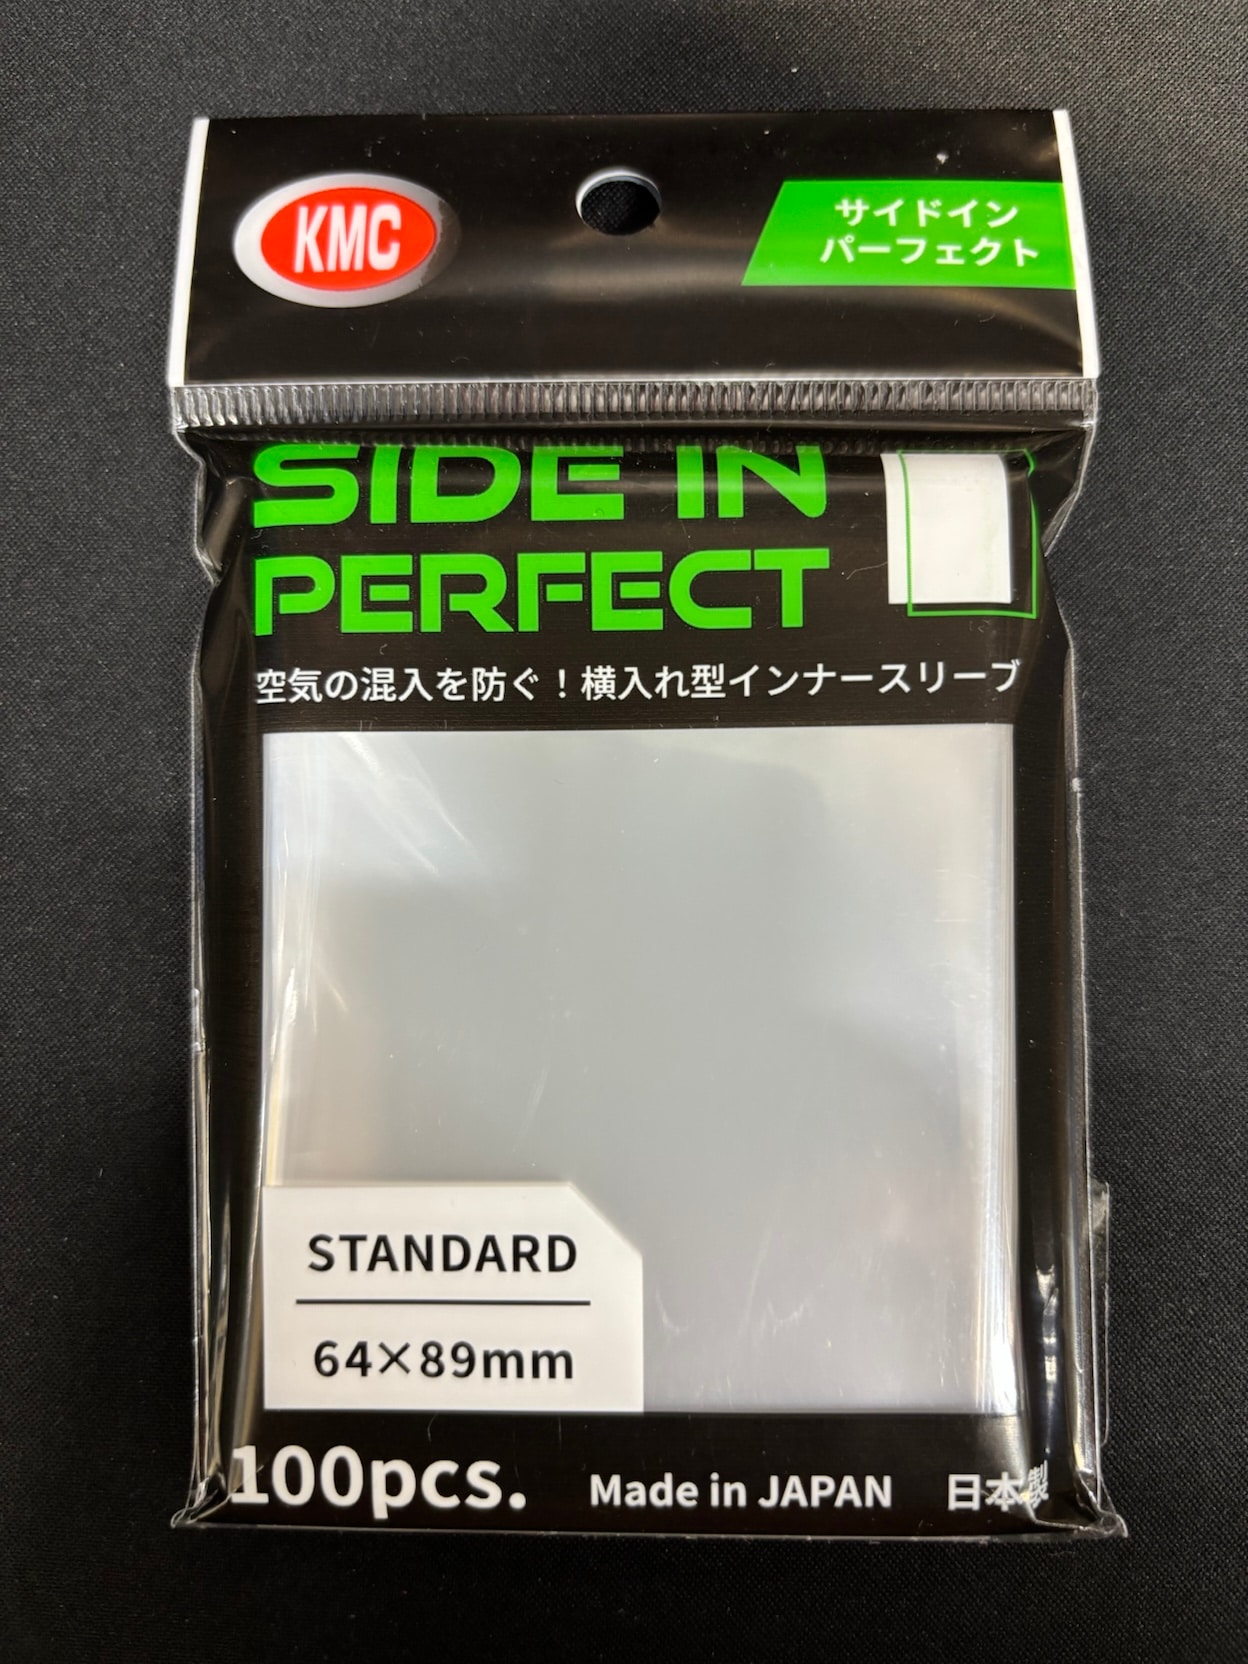 KMC
サイドイン
パーフェクト
SIDE IN
PERFECT
空気の混入を防ぐ！横入れ型インナースリーブ
STANDARD
64×89mm
100pcs.
Made in JAPAN
日本製